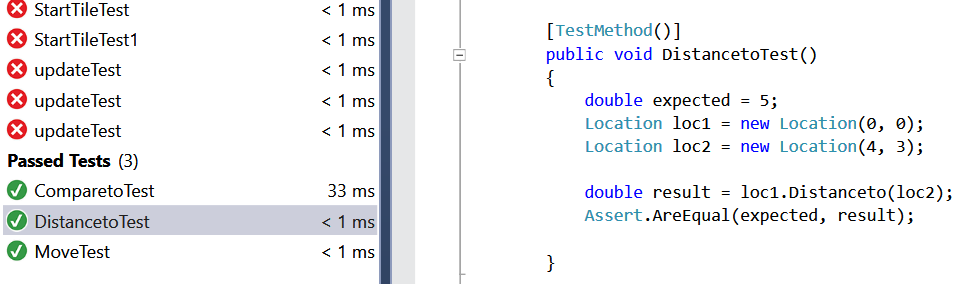 StartTileTest < 1 ms
StartTileTest1 < 1 ms
updateTest < 1 ms
updateTest < 1 ms
updateTest < 1 ms
Passed Tests (3)
ComparetoTest 33 ms
DistancetoTest < 1 ms
MoveTest < 1 ms
[TestMethod()]
public void DistancetoTest()
{
double expected = 5;
Location loc1 = new Location(0, 0);
Location loc2 = new Location(4, 3);
double result = loc1.Distanceto(loc2);
Assert.AreEqual(expected, result);
}